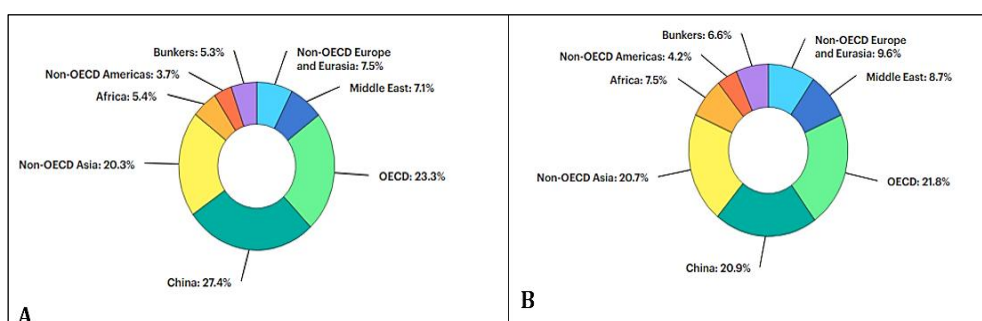 Bunkers: 5.3%
Non-OECD Europe
and Eurasia: 7.5%
Non-OECD Americas: 3.7%
Middle East: 7.1%
Africa: 5.4%
Non-OECD Asia: 20.3%
OECD: 23.3%
China: 27.4%
A
Bunkers: 6.6%
Non-OECD Europe
and Eurasia: 9.6%
Non-OECD Americas: 4.2%
Middle East: 8.7%
Africa: 7.5%
Non-OECD Asia: 20.7%
OECD: 21.8%
China: 20.9%
B